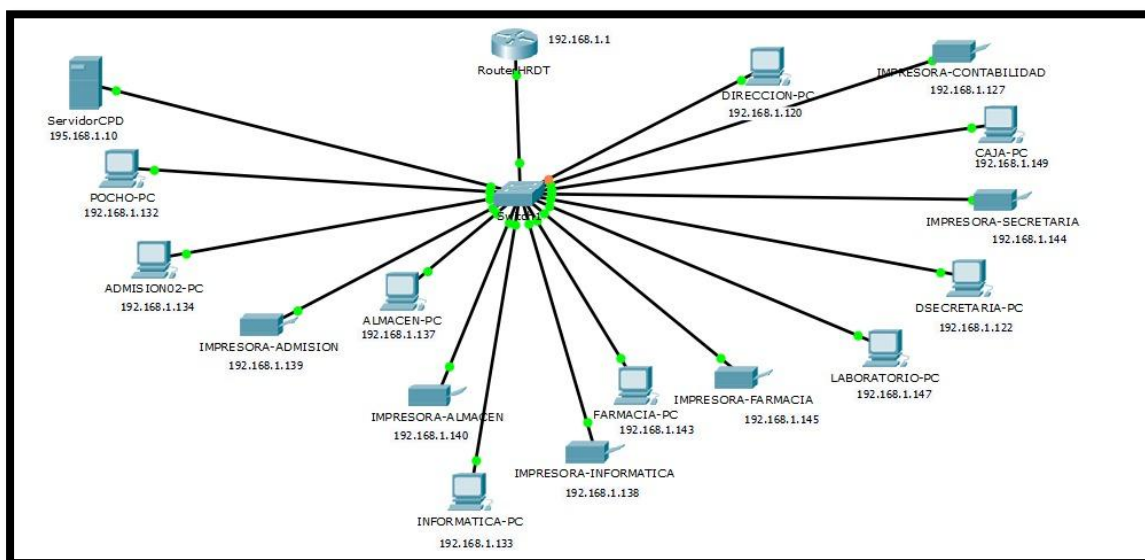 192.168.1.1
RouterHRDT
ServidorCPD
195.168.1.10
DIRECCION-PC
192.168.1.120
IMPRESORA-CONTABILIDAD
192.168.1.127
CAJA-PC
192.168.1.149
POCHO-PC
192.168.1.132
Switch1
IMPRESORA-SECRETARIA
192.168.1.144
ADMISION02-PC
192.168.1.134
ALMACEN-PC
192.168.1.137
DSECRETARIA-PC
192.168.1.122
IMPRESORA-ADMISION
192.168.1.139
LABORATORIO-PC
192.168.1.147
IMPRESORA-ALMACEN
192.168.1.140
FARMACIA-PC
192.168.1.143
IMPRESORA-FARMACIA
192.168.1.145
IMPRESORA-INFORMATICA
192.168.1.138
INFORMATICA-PC
192.168.1.133